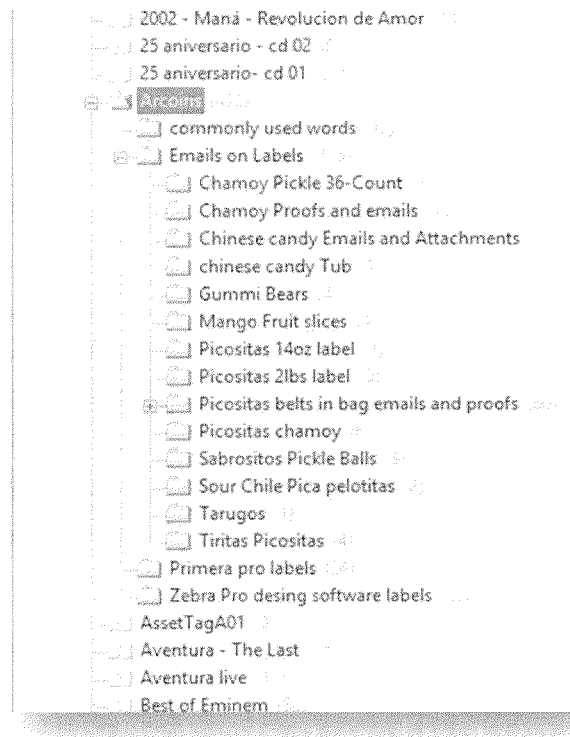 2002 - Maná - Revolucion de Amor
25 aniversario - cd 02
25 aniversario- cd 01
Arcoiris
commonly used words
Emails on Labels
Chamoy Pickle 36-Count
Chamoy Proofs and emails
Chinese candy Emails and Attachments
chinese candy Tub
Gummi Bears
Mango Fruit slices
Picositas 14oz label
Picositas 2lbs label
Picositas belts in bag emails and proofs
Picositas chamoy
Sabrositos Pickle Balls
Sour Chile Pica pelotitas
Tarugos
Tiritas Picositas
Primera pro labels
Zebra Pro desing software labels
AssetTagA01
Aventura - The Last
Aventura live
Best of Eminem